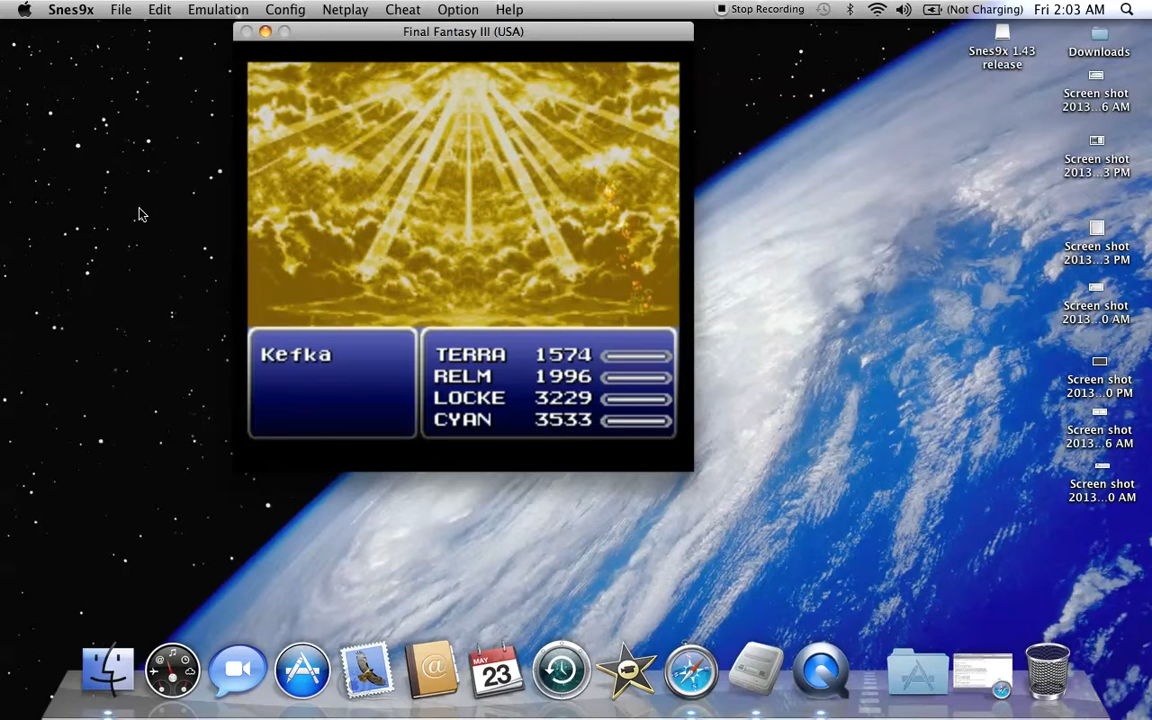 Snes9x File Edit Emulation Config Netplay Cheat Option Help Stop Recording (Not Charging) Fri 2:03 AM
Final Fantasy III (USA)
Snes9x 1.43
release
Downloads
Screen shot
2013...6 AM
Screen shot
2013...3 PM
Screen shot
2013...3 PM
Screen shot
2013...0 AM
Screen shot
2013...0 PM
Screen shot
2013...6 AM
Screen shot
2013...0 AM
Kefka
TERRA 1574
RELM 1996
LOCKE 3229
CYAN 3533
MAY
23